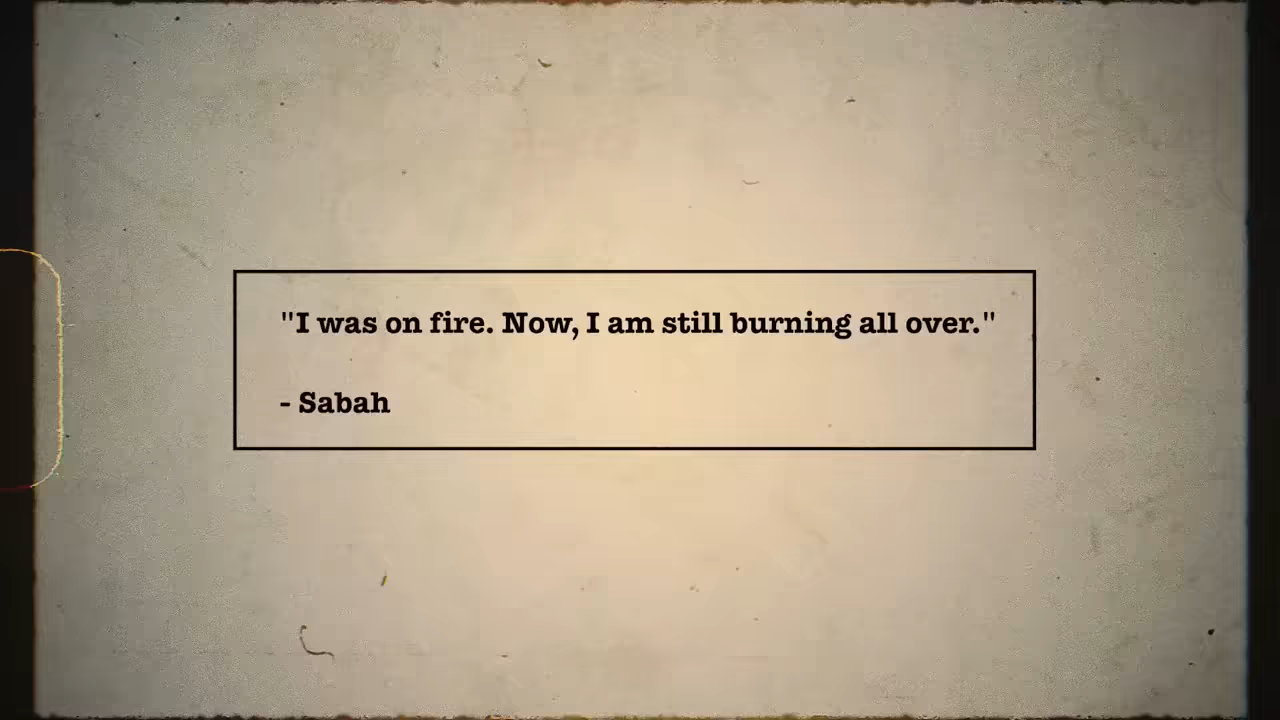 "I was on fire. Now, I am still burning all over."
- Sabah